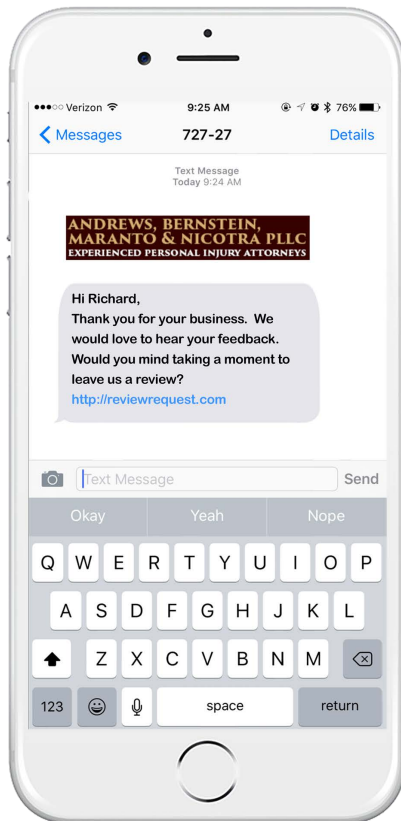 Verizon 9:25 AM 76%
Messages 727-27 Details
Text Message
Today 9:24 AM
ANDREWS, BERNSTEIN,
MARANTO & NICOTRA PLLC
EXPERIENCED PERSONAL INJURY ATTORNEYS
Hi Richard,
Thank you for your business. We
would love to hear your feedback.
Would you mind taking a moment to
leave us a review?
http://reviewrequest.com
Text Message Send
Okay Yeah Nope
Q W E R T Y U I O P
A S D F G H J K L
Z X C V B N M
123 space return